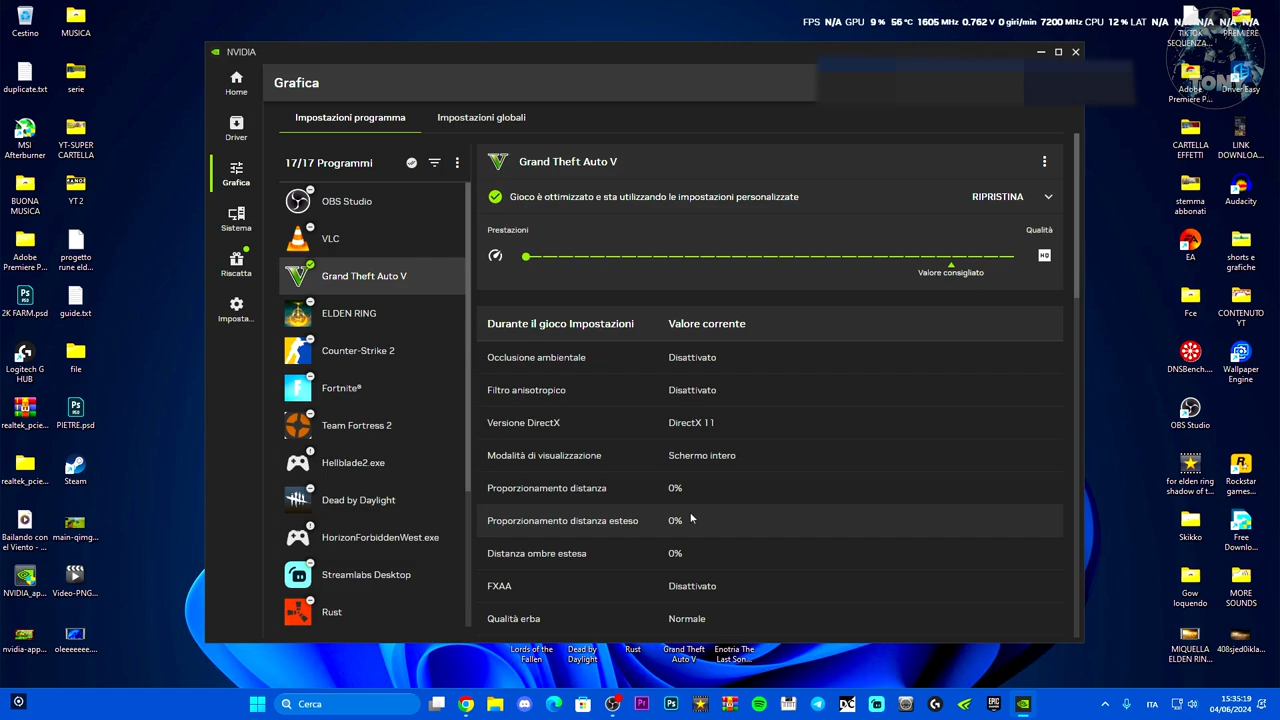 FPS N/A GPU 9 % 56 °C 1605 MHz 0.762 V 0 giri/min 7200 MHz CPU 12 % LAT N/A N/A N/A N/A
Cestino
MUSICA
duplicate.txt
serie
MSI Afterburner
YT-SUPER CARTELLA
BUONA MUSICA
YT 2
Adobe Premiere P...
progetto rune eld...
2K FARM.psd
guide.txt
Logitech G HUB
file
realtek_pcie...
PIETRE.psd
realtek_pcie...
Steam
Bailando con el Viento - ...
main-qimg...
NVIDIA_ap...
Video-PNG...
nvidia-app...
oleeeeeee....
NVIDIA
Home
Driver
Grafica
Sistema
Riscatta
Imposta...
Grafica
Impostazioni programma
Impostazioni globali
17/17 Programmi
OBS Studio
VLC
Grand Theft Auto V
ELDEN RING
Counter-Strike 2
Fortnite®
Team Fortress 2
Hellblade2.exe
Dead by Daylight
HorizonForbiddenWest.exe
Streamlabs Desktop
Rust
Grand Theft Auto V
Gioco è ottimizzato e sta utilizzando le impostazioni personalizzate
RIPRISTINA
Prestazioni
Qualità
HQ
Valore consigliato
Durante il gioco Impostazioni Valore corrente
Occlusione ambientale Disattivato
Filtro anisotropico Disattivato
Versione DirectX DirectX 11
Modalità di visualizzazione Schermo intero
Proporzionamento distanza 0%
Proporzionamento distanza esteso 0%
Distanza ombre estesa 0%
FXAA Disattivato
Qualità erba Normale
TIKTOK SEQUENZA...
PREMIERE
TONY
Adobe Premiere P...
Driver Easy
CARTELLA EFFETTI
LINK DOWNLOA...
stemma abbonati
Audacity
EA
shorts e grafiche
Fce
CONTENUTO YT
DNSBench....
Wallpaper Engine
OBS Studio
for elden ring shadow of t...
Rockstar games...
Skikko
Free Downlo...
Gow loquendo
MORE SOUNDS
MIQUELLA ELDEN RIN...
408sjed0ikla...
Lords of the Fallen
Dead by Daylight
Rust
Grand Theft Auto V
Enotria The Last Son...
Cerca
ITA
15:35:19
04/06/2024